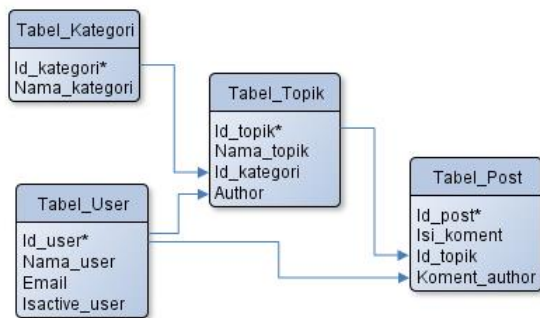 Tabel_Kategori
Id_kategori*
Nama_kategori
Tabel_Topik
Id_topik*
Nama_topik
Id_kategori
Author
Tabel_User
Id_user*
Nama_user
Email
Isactive_user
Tabel_Post
Id_post*
Isi_koment
Id_topik
Koment_author